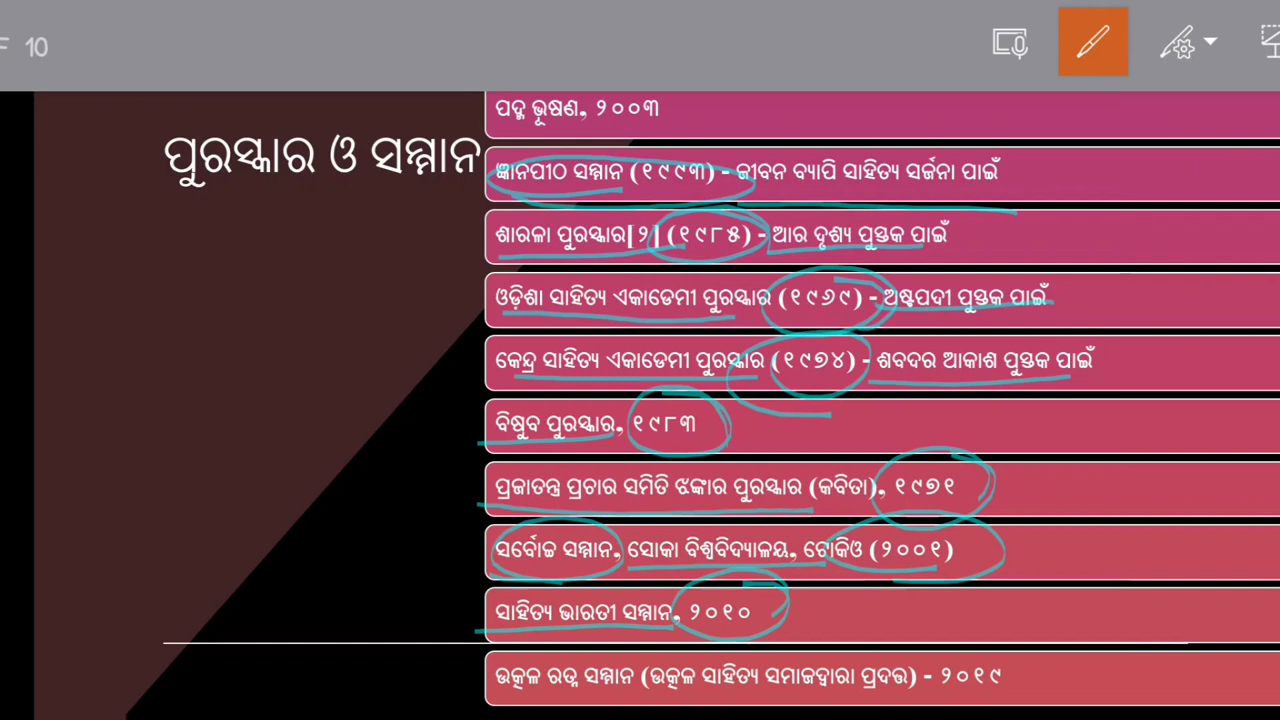 F 10
ପୁରସ୍କାର ଓ ସମ୍ମାନ
ପଦ୍ମ ଭୂଷଣ, ୨୦୦୩
ଜ୍ଞାନପୀଠ ସମ୍ମାନ (୧୯୯୩) - ଜୀବନ ବ୍ୟାପି ସାହିତ୍ୟ ସର୍ଜନା ପାଇଁ
ଶାରଳା ପୁରସ୍କାର[୨] (୧୯୮୫) - ଆର ଦୃଶ୍ୟ ପୁସ୍ତକ ପାଇଁ
ଓଡ଼ିଶା ସାହିତ୍ୟ ଏକାଡେମୀ ପୁରସ୍କାର (୧୯୬୯) - ଅଷ୍ଟପଦୀ ପୁସ୍ତକ ପାଇଁ
କେନ୍ଦ୍ର ସାହିତ୍ୟ ଏକାଡେମୀ ପୁରସ୍କାର (୧୯୭୪) - ଶବଦର ଆକାଶ ପୁସ୍ତକ ପାଇଁ
ବିଷୁବ ପୁରସ୍କାର, ୧୯୮୩
ପ୍ରଜାତନ୍ତ୍ର ପ୍ରଚାର ସମିତି ଝଙ୍କାର ପୁରସ୍କାର (କବିତା), ୧୯୭୧
ସର୍ବୋଚ୍ଚ ସମ୍ମାନ, ସୋକା ବିଶ୍ୱବିଦ୍ୟାଳୟ, ଟୋକିଓ (୨୦୦୧)
ସାହିତ୍ୟ ଭାରତୀ ସମ୍ମାନ, ୨୦୧୦
ଉତ୍କଳ ରତ୍ନ ସମ୍ମାନ (ଉତ୍କଳ ସାହିତ୍ୟ ସମାଜଦ୍ୱାରା ପ୍ରଦତ୍ତ) - ୨୦୧୯